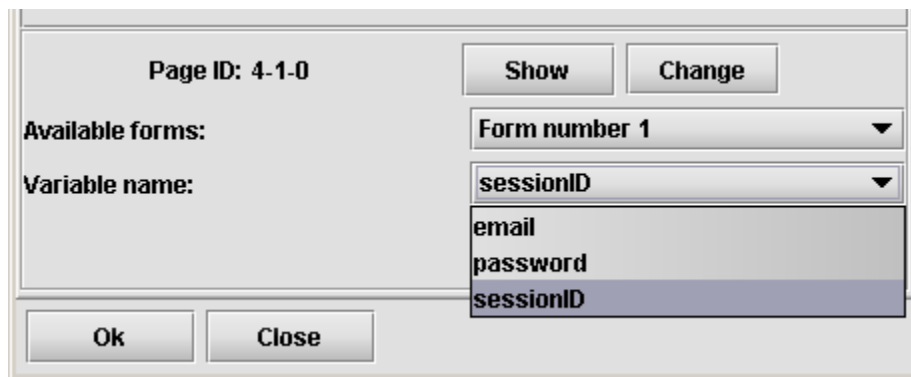 Page ID: 4-1-0 Show Change
Available forms: Form number 1
Variable name: sessionID
email
password
sessionID
Ok Close